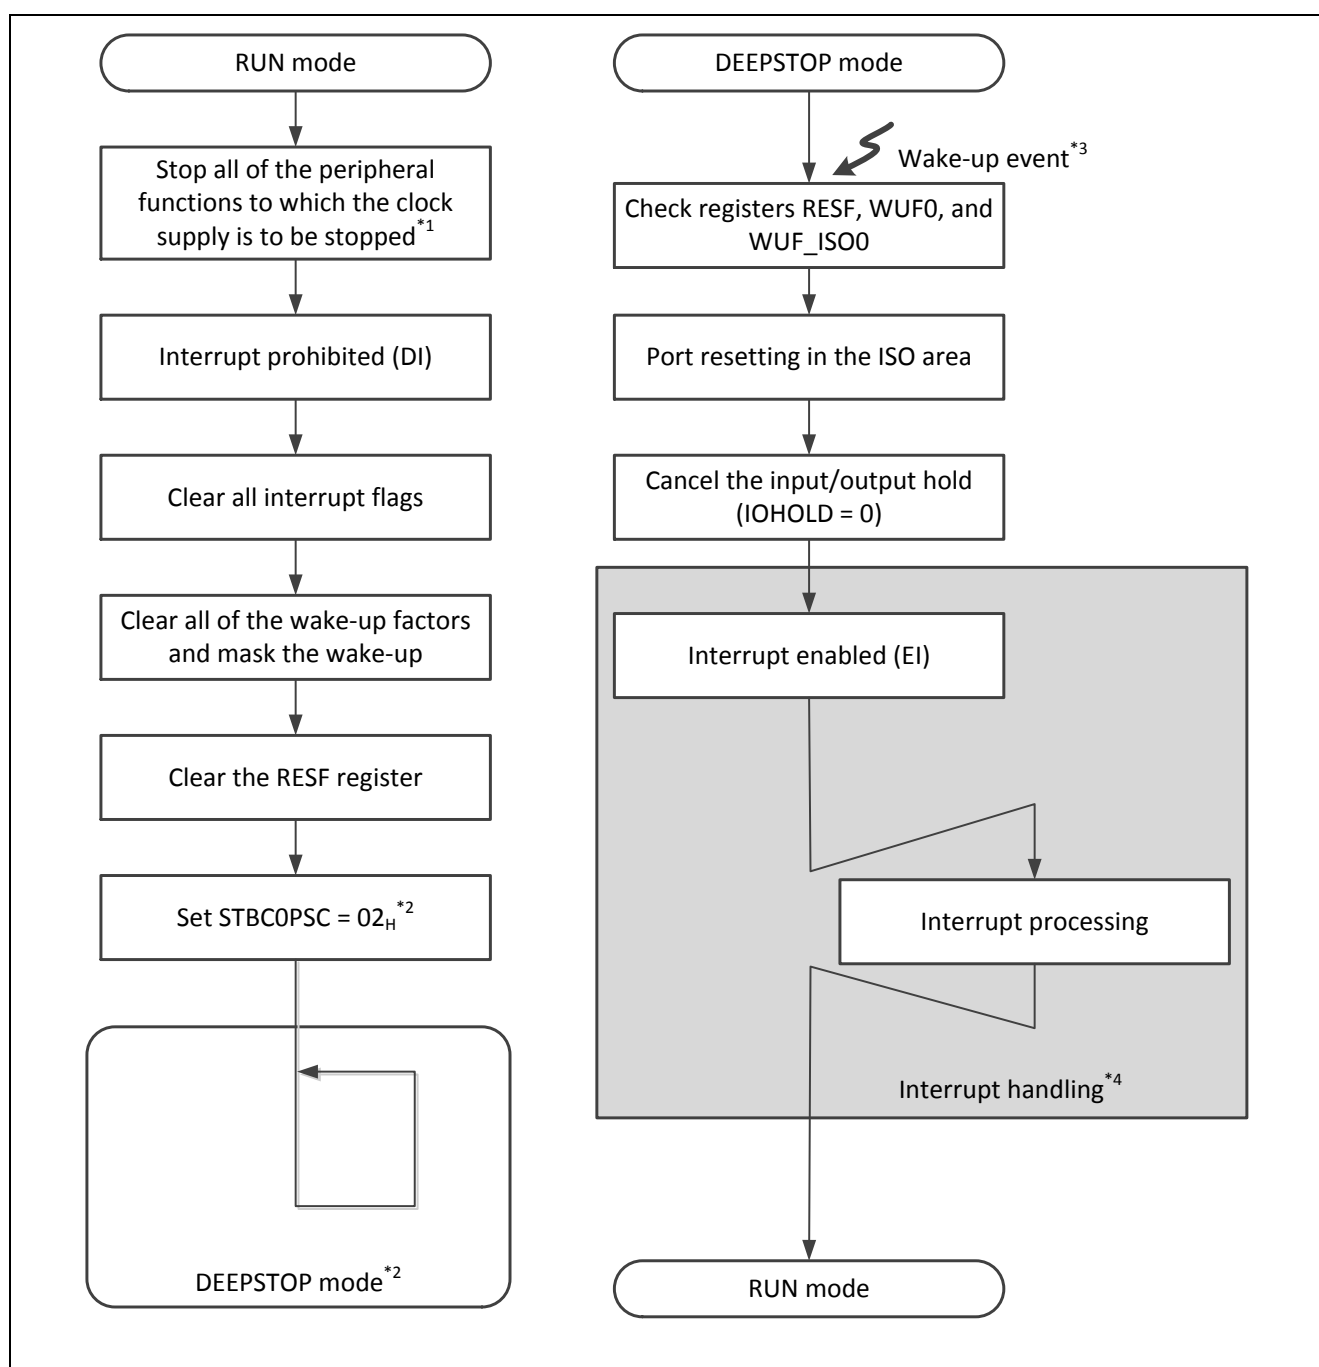 RUN mode
Stop all of the peripheral
functions to which the clock
supply is to be stopped*1
Interrupt prohibited (DI)
Clear all interrupt flags
Clear all of the wake-up factors
and mask the wake-up
Clear the RESF register
Set STBC0PSC = 02H*2
DEEPSTOP mode*2
DEEPSTOP mode
Wake-up event*3
Check registers RESF, WUF0, and
WUF_ISO0
Port resetting in the ISO area
Cancel the input/output hold
(IOHOLD = 0)
Interrupt enabled (EI)
Interrupt processing
Interrupt handling*4
RUN mode